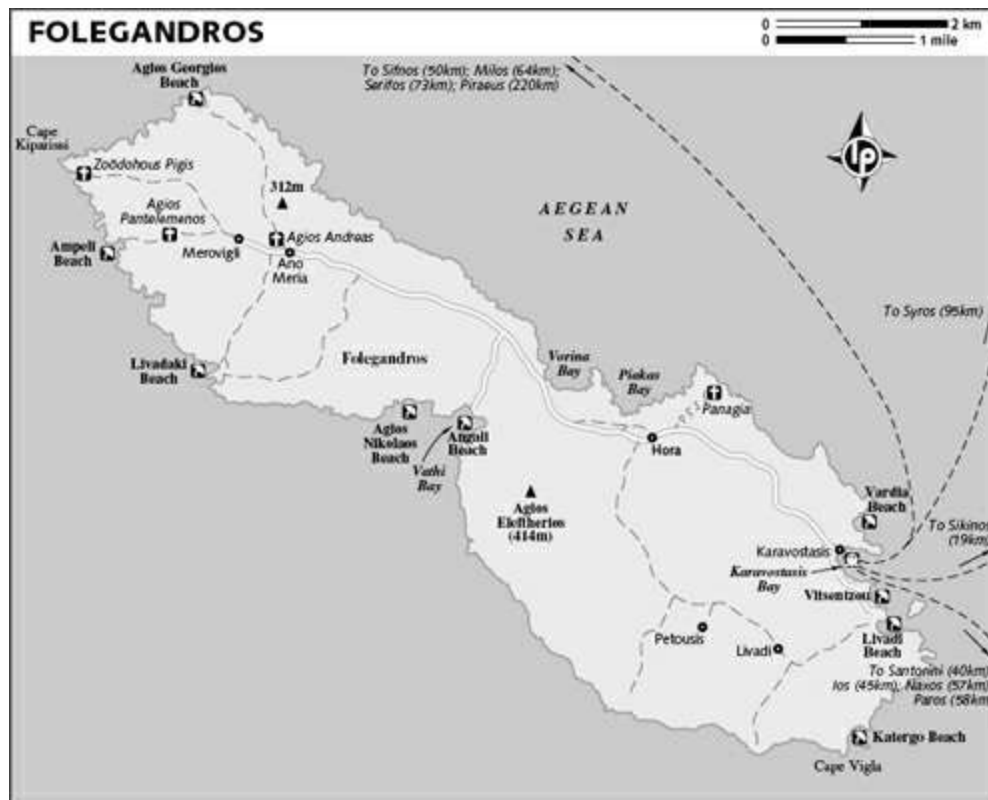 FOLEGANDROS
0 2 km
0 1 mile
Agios Georgios
Beach
To Sifnos (50km); Milos (64km);
Serifos (73km); Piraeus (220km)
Cape
Kiparissi
Zoödohous Pigis
lp
312m
Agios
Pantelemenos
AEGEAN
SEA
Agios Andreas
Ampeli
Beach
Merovigli
Ano
Meria
To Syros (95km)
Livadaki
Beach
Folegandros
Vorina
Bay
Plakas
Bay
Panagia
Agios
Nikolaos
Beach
Angali
Beach
Vathi
Bay
Hora
Agios
Eleftherios
(414m)
Vardia
Beach
To Sikinos
(19km)
Karavostasis
Karavostasis
Bay
Vitsentzou
Petousis
Livadi
Livadi
Beach
To Santorini (40km)
Ios (45km); Naxos (57km)
Paros (58km)
Katergo Beach
Cape Vigla